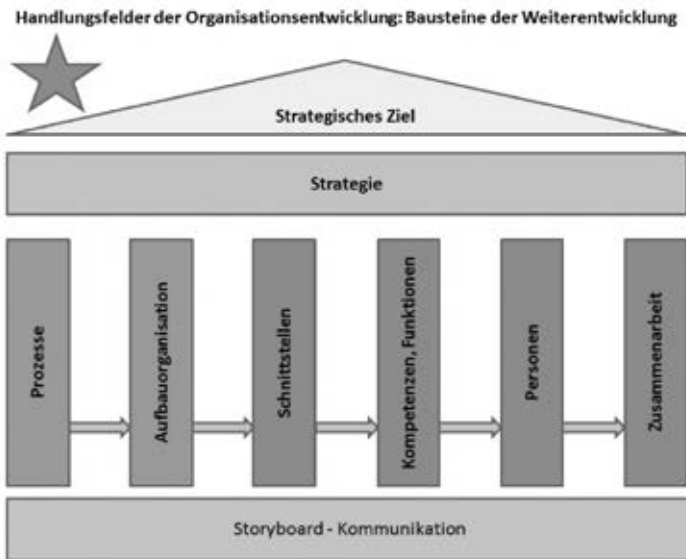 Handlungsfelder der Organisationsentwicklung: Bausteine der Weiterentwicklung
Strategisches Ziel
Strategie
Prozesse
Aufbauorganisation
Schnittstellen
Kompetenzen, Funktionen
Personen
Zusammenarbeit
Storyboard - Kommunikation